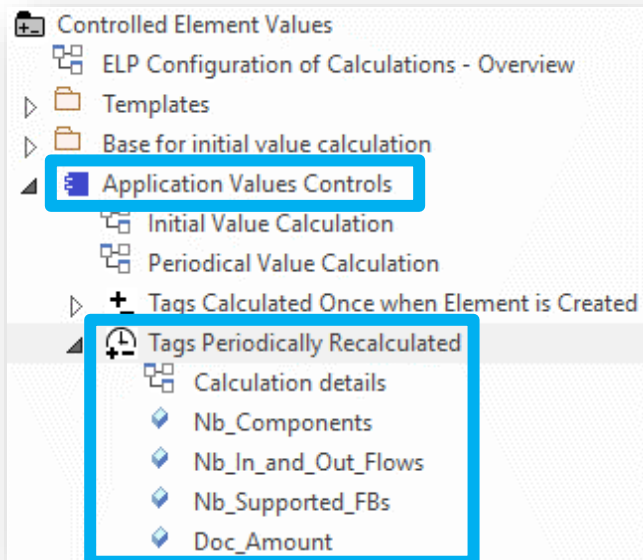 Controlled Element Values
ELP Configuration of Calculations - Overview
Templates
Base for initial value calculation
Application Values Controls
Initial Value Calculation
Periodical Value Calculation
Tags Calculated Once when Element is Created
Tags Periodically Recalculated
Calculation details
Nb_Components
Nb_In_and_Out_Flows
Nb_Supported_FBs
Doc_Amount